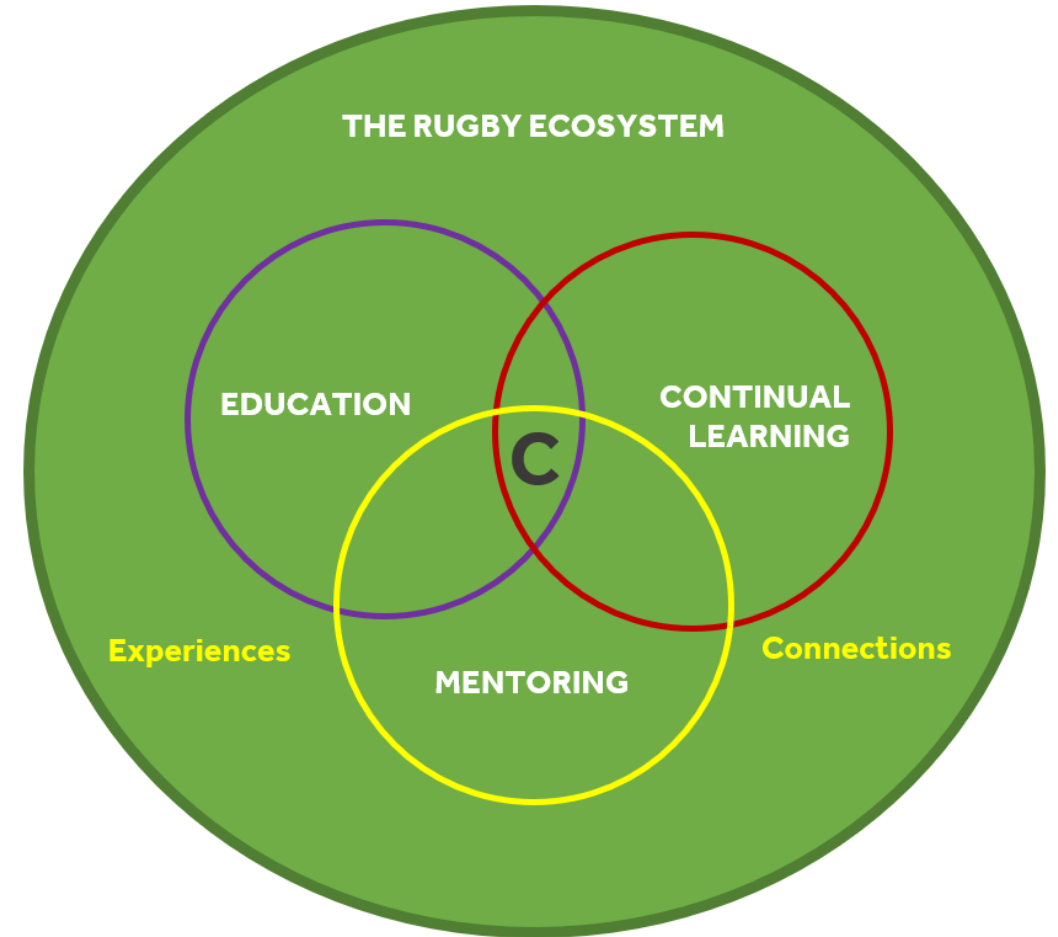 THE RUGBY ECOSYSTEM
EDUCATION
CONTINUAL
LEARNING
C
Experiences
Connections
MENTORING